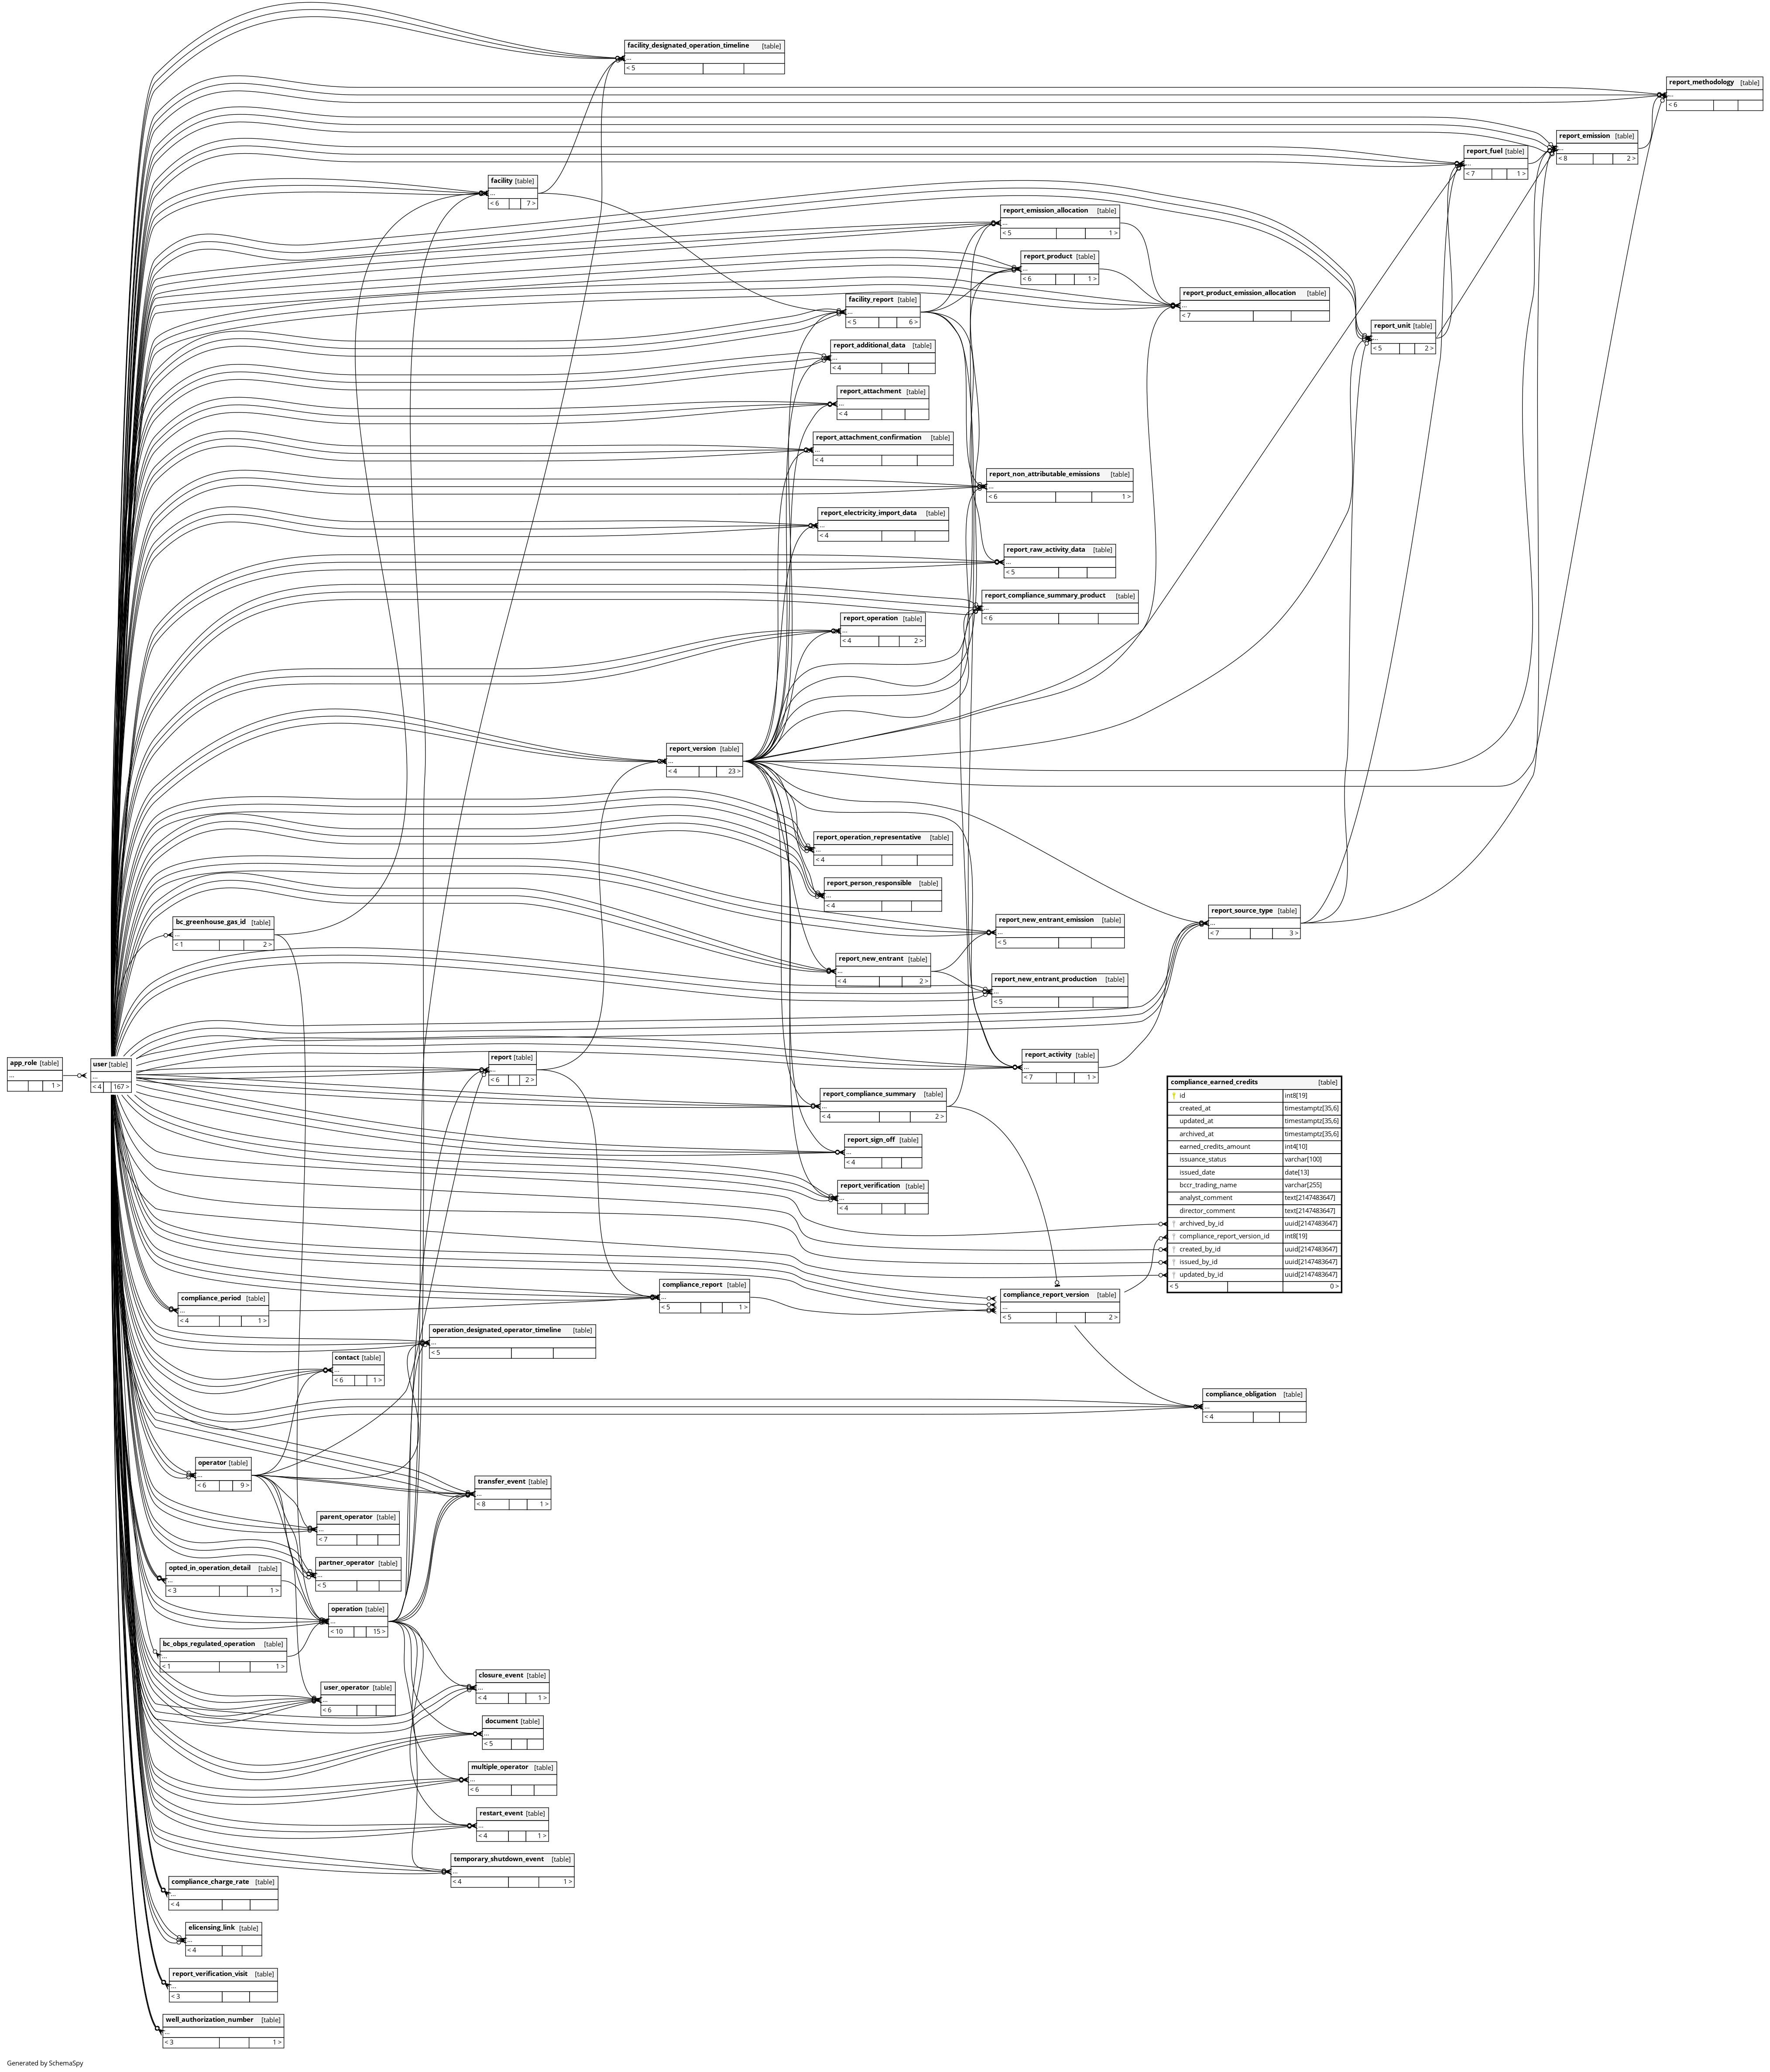 facility_designated_operation_timeline [table]
...
< 5
report_methodology [table]
...
< 6
report_emission [table]
...
< 8 2 >
report_fuel [table]
...
< 7 1 >
facility [table]
...
< 6 7 >
report_emission_allocation [table]
...
< 5 1 >
report_product [table]
...
< 6 1 >
report_product_emission_allocation [table]
...
< 7
facility_report [table]
...
< 5 6 >
report_unit [table]
...
< 5 2 >
report_additional_data [table]
...
< 4
report_attachment [table]
...
< 4
report_attachment_confirmation [table]
...
< 4
report_non_attributable_emissions [table]
...
< 6 1 >
report_electricity_import_data [table]
...
< 4
report_raw_activity_data [table]
...
< 5
report_compliance_summary_product [table]
...
< 6
report_operation [table]
...
< 4 2 >
report_version [table]
...
< 4 23 >
report_operation_representative [table]
...
< 4
report_person_responsible [table]
...
< 4
report_source_type [table]
...
< 7 3 >
report_new_entrant_emission [table]
...
< 5
bc_greenhouse_gas_id [table]
...
< 1 2 >
report_new_entrant [table]
...
< 4 2 >
report_new_entrant_production [table]
...
< 5
app_role [table]
...
1 >
user [table]
...
< 4 167 >
report [table]
...
< 6 2 >
report_activity [table]
...
< 7 1 >
compliance_earned_credits [table]
id int8[19]
created_at timestamptz[35,6]
updated_at timestamptz[35,6]
archived_at timestamptz[35,6]
earned_credits_amount int4[10]
issuance_status varchar[100]
issued_date date[13]
bccr_trading_name varchar[255]
analyst_comment text[2147483647]
director_comment text[2147483647]
archived_by_id uuid[2147483647]
compliance_report_version_id int8[19]
created_by_id uuid[2147483647]
issued_by_id uuid[2147483647]
updated_by_id uuid[2147483647]
< 5 0 >
report_compliance_summary [table]
...
< 4 2 >
report_sign_off [table]
...
< 4
report_verification [table]
...
< 4
compliance_report [table]
...
< 5 1 >
compliance_report_version [table]
...
< 5 2 >
compliance_period [table]
...
< 4 1 >
operation_designated_operator_timeline [table]
...
< 5
contact [table]
...
< 6 1 >
compliance_obligation [table]
...
< 4
operator [table]
...
< 6 9 >
transfer_event [table]
...
< 8 1 >
parent_operator [table]
...
< 7
partner_operator [table]
...
< 5
opted_in_operation_detail [table]
...
< 3 1 >
operation [table]
...
< 10 15 >
bc_obps_regulated_operation [table]
...
< 1 1 >
closure_event [table]
...
< 4 1 >
user_operator [table]
...
< 6
document [table]
...
< 5
multiple_operator [table]
...
< 6
restart_event [table]
...
< 4 1 >
temporary_shutdown_event [table]
...
< 4 1 >
compliance_charge_rate [table]
...
< 4
elicensing_link [table]
...
< 4
report_verification_visit [table]
...
< 3
well_authorization_number [table]
...
< 3 1 >
Generated by SchemaSpy